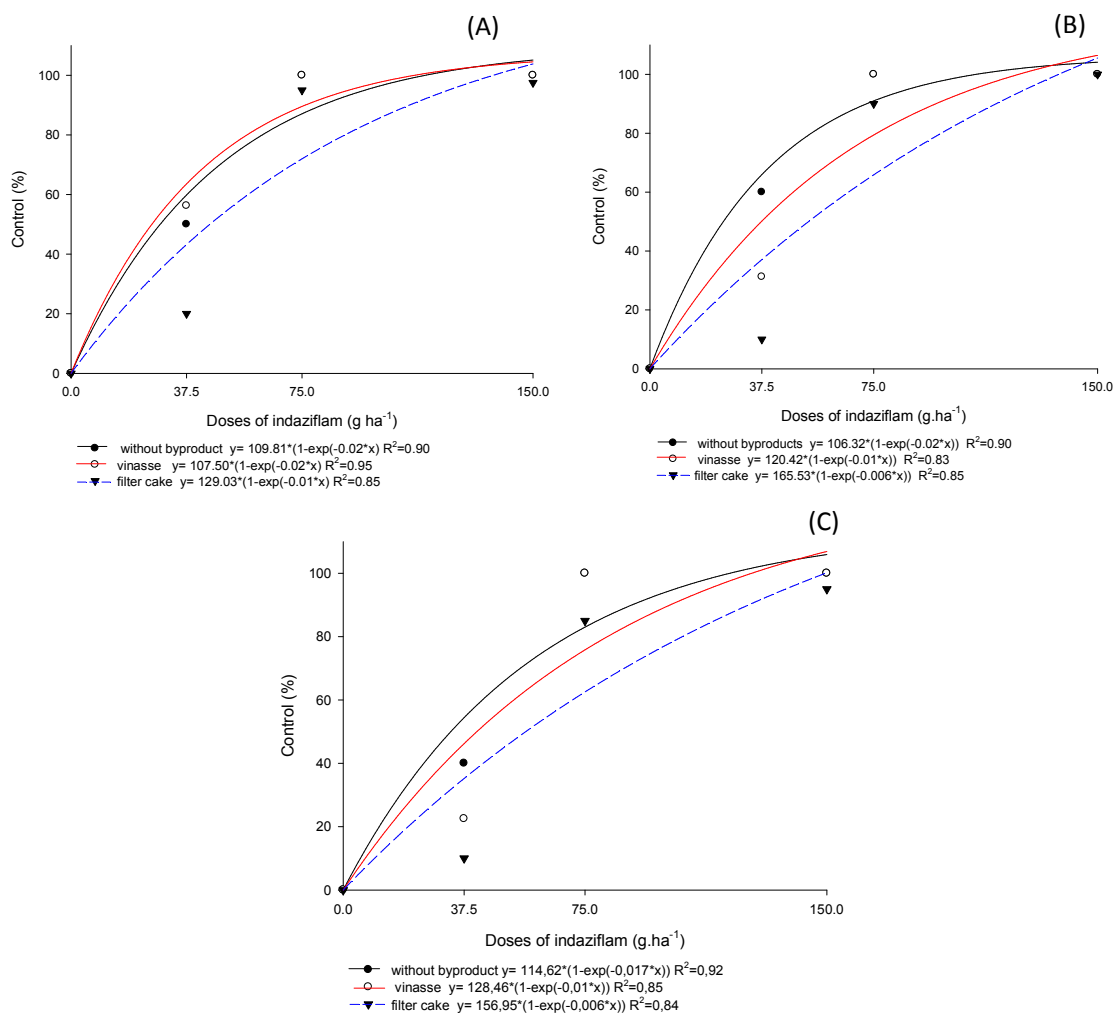 (A)
100
80
60
40
20
0
Control (%)
0.0 37.5 75.0 150.0
Doses of indaziflam (g ha⁻¹)
without byproduct y= 109.81*(1-exp(-0.02*x) R²=0.90
vinasse y= 107.50*(1-exp(-0.02*x) R²=0.95
filter cake y= 129.03*(1-exp(-0.01*x) R²=0.85
(B)
100
80
60
40
20
0
Control (%)
0.0 37.5 75.0 150.0
Doses of indaziflam (g.ha⁻¹)
without byproducts y= 106.32*(1-exp(-0.02*x)) R²=0.90
vinasse y= 120.42*(1-exp(-0.01*x)) R²=0.83
filter cake y= 165.53*(1-exp(-0.006*x)) R²=0.85
(C)
100
80
60
40
20
0
Control (%)
0.0 37.5 75.0 150.0
Doses of indaziflam (g.ha⁻¹)
without byproduct y= 114,62*(1-exp(-0,017*x)) R²=0,92
vinasse y= 128,46*(1-exp(-0,01*x)) R²=0,85
filter cake y= 156,95*(1-exp(-0,006*x)) R²=0,84